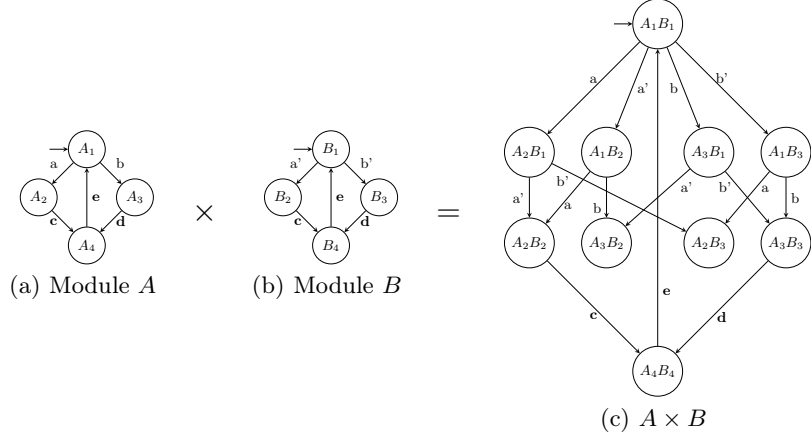 A₁
a
b
A₂
A₃
e
c
d
A₄
(a) Module A
×
B₁
a'
b'
B₂
B₃
e
c
d
B₄
(b) Module B
=
A₁B₁
a
a'
b
b'
A₂B₁
A₁B₂
A₃B₁
A₁B₃
a'
b'
a
b
a'
b'
a
b
A₂B₂
A₃B₂
A₂B₃
A₃B₃
e
c
d
A₄B₄
(c) A × B